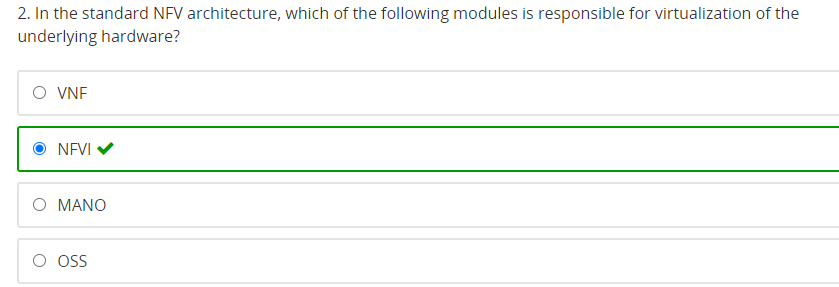 2. In the standard NFV architecture, which of the following modules is responsible for virtualization of the
underlying hardware?
VNF
NFVI
MANO
OSS